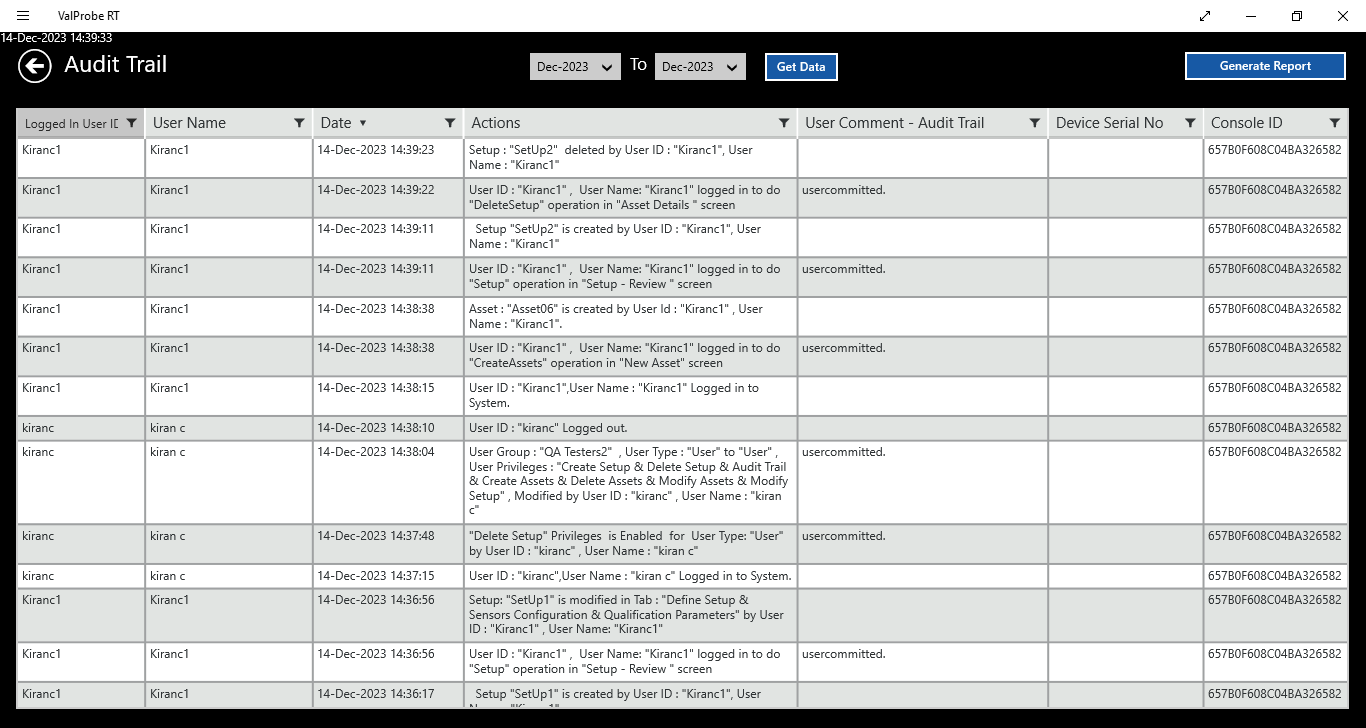 ValProbe RT
14-Dec-2023 14:39:33
Audit Trail
Dec-2023 To Dec-2023 Get Data Generate Report
Logged In User ID User Name Date Actions User Comment - Audit Trail Device Serial No Console ID
Kiranc1 Kiranc1 14-Dec-2023 14:39:23 Setup : "SetUp2" deleted by User ID : "Kiranc1", User 657B0F608C04BA326582
Name : "Kiranc1"
Kiranc1 Kiranc1 14-Dec-2023 14:39:22 User ID : "Kiranc1" , User Name: "Kiranc1" logged in to do usercommitted. 657B0F608C04BA326582
"DeleteSetup" operation in "Asset Details " screen
Kiranc1 Kiranc1 14-Dec-2023 14:39:11 Setup "SetUp2" is created by User ID : "Kiranc1", User 657B0F608C04BA326582
Name : "Kiranc1"
Kiranc1 Kiranc1 14-Dec-2023 14:39:11 User ID : "Kiranc1" , User Name: "Kiranc1" logged in to do usercommitted. 657B0F608C04BA326582
"Setup" operation in "Setup - Review " screen
Kiranc1 Kiranc1 14-Dec-2023 14:38:38 Asset : "Asset06" is created by User Id : "Kiranc1" , User 657B0F608C04BA326582
Name : "Kiranc1".
Kiranc1 Kiranc1 14-Dec-2023 14:38:38 User ID : "Kiranc1" , User Name: "Kiranc1" logged in to do usercommitted. 657B0F608C04BA326582
"CreateAssets" operation in "New Asset" screen
Kiranc1 Kiranc1 14-Dec-2023 14:38:15 User ID : "Kiranc1",User Name : "Kiranc1" Logged in to 657B0F608C04BA326582
System.
kiranc kiran c 14-Dec-2023 14:38:10 User ID : "kiranc" Logged out. 657B0F608C04BA326582
kiranc kiran c 14-Dec-2023 14:38:04 User Group : "QA Testers2" , User Type : "User" to "User" , usercommitted. 657B0F608C04BA326582
User Privileges : "Create Setup & Delete Setup & Audit Trail
& Create Assets & Delete Assets & Modify Assets & Modify
Setup" , Modified by User ID : "kiranc" , User Name : "kiran
c"
kiranc kiran c 14-Dec-2023 14:37:48 "Delete Setup" Privileges is Enabled for User Type: "User" usercommitted. 657B0F608C04BA326582
by User ID : "kiranc" , User Name : "kiran c"
kiranc kiran c 14-Dec-2023 14:37:15 User ID : "kiranc",User Name : "kiran c" Logged in to System. 657B0F608C04BA326582
Kiranc1 Kiranc1 14-Dec-2023 14:36:56 Setup: "SetUp1" is modified in Tab : "Define Setup & 657B0F608C04BA326582
Sensors Configuration & Qualification Parameters" by User
ID : "Kiranc1" , User Name: "Kiranc1"
Kiranc1 Kiranc1 14-Dec-2023 14:36:56 User ID : "Kiranc1" , User Name: "Kiranc1" logged in to do usercommitted. 657B0F608C04BA326582
"Setup" operation in "Setup - Review " screen
Kiranc1 Kiranc1 14-Dec-2023 14:36:17 Setup "SetUp1" is created by User ID : "Kiranc1", User 657B0F608C04BA326582